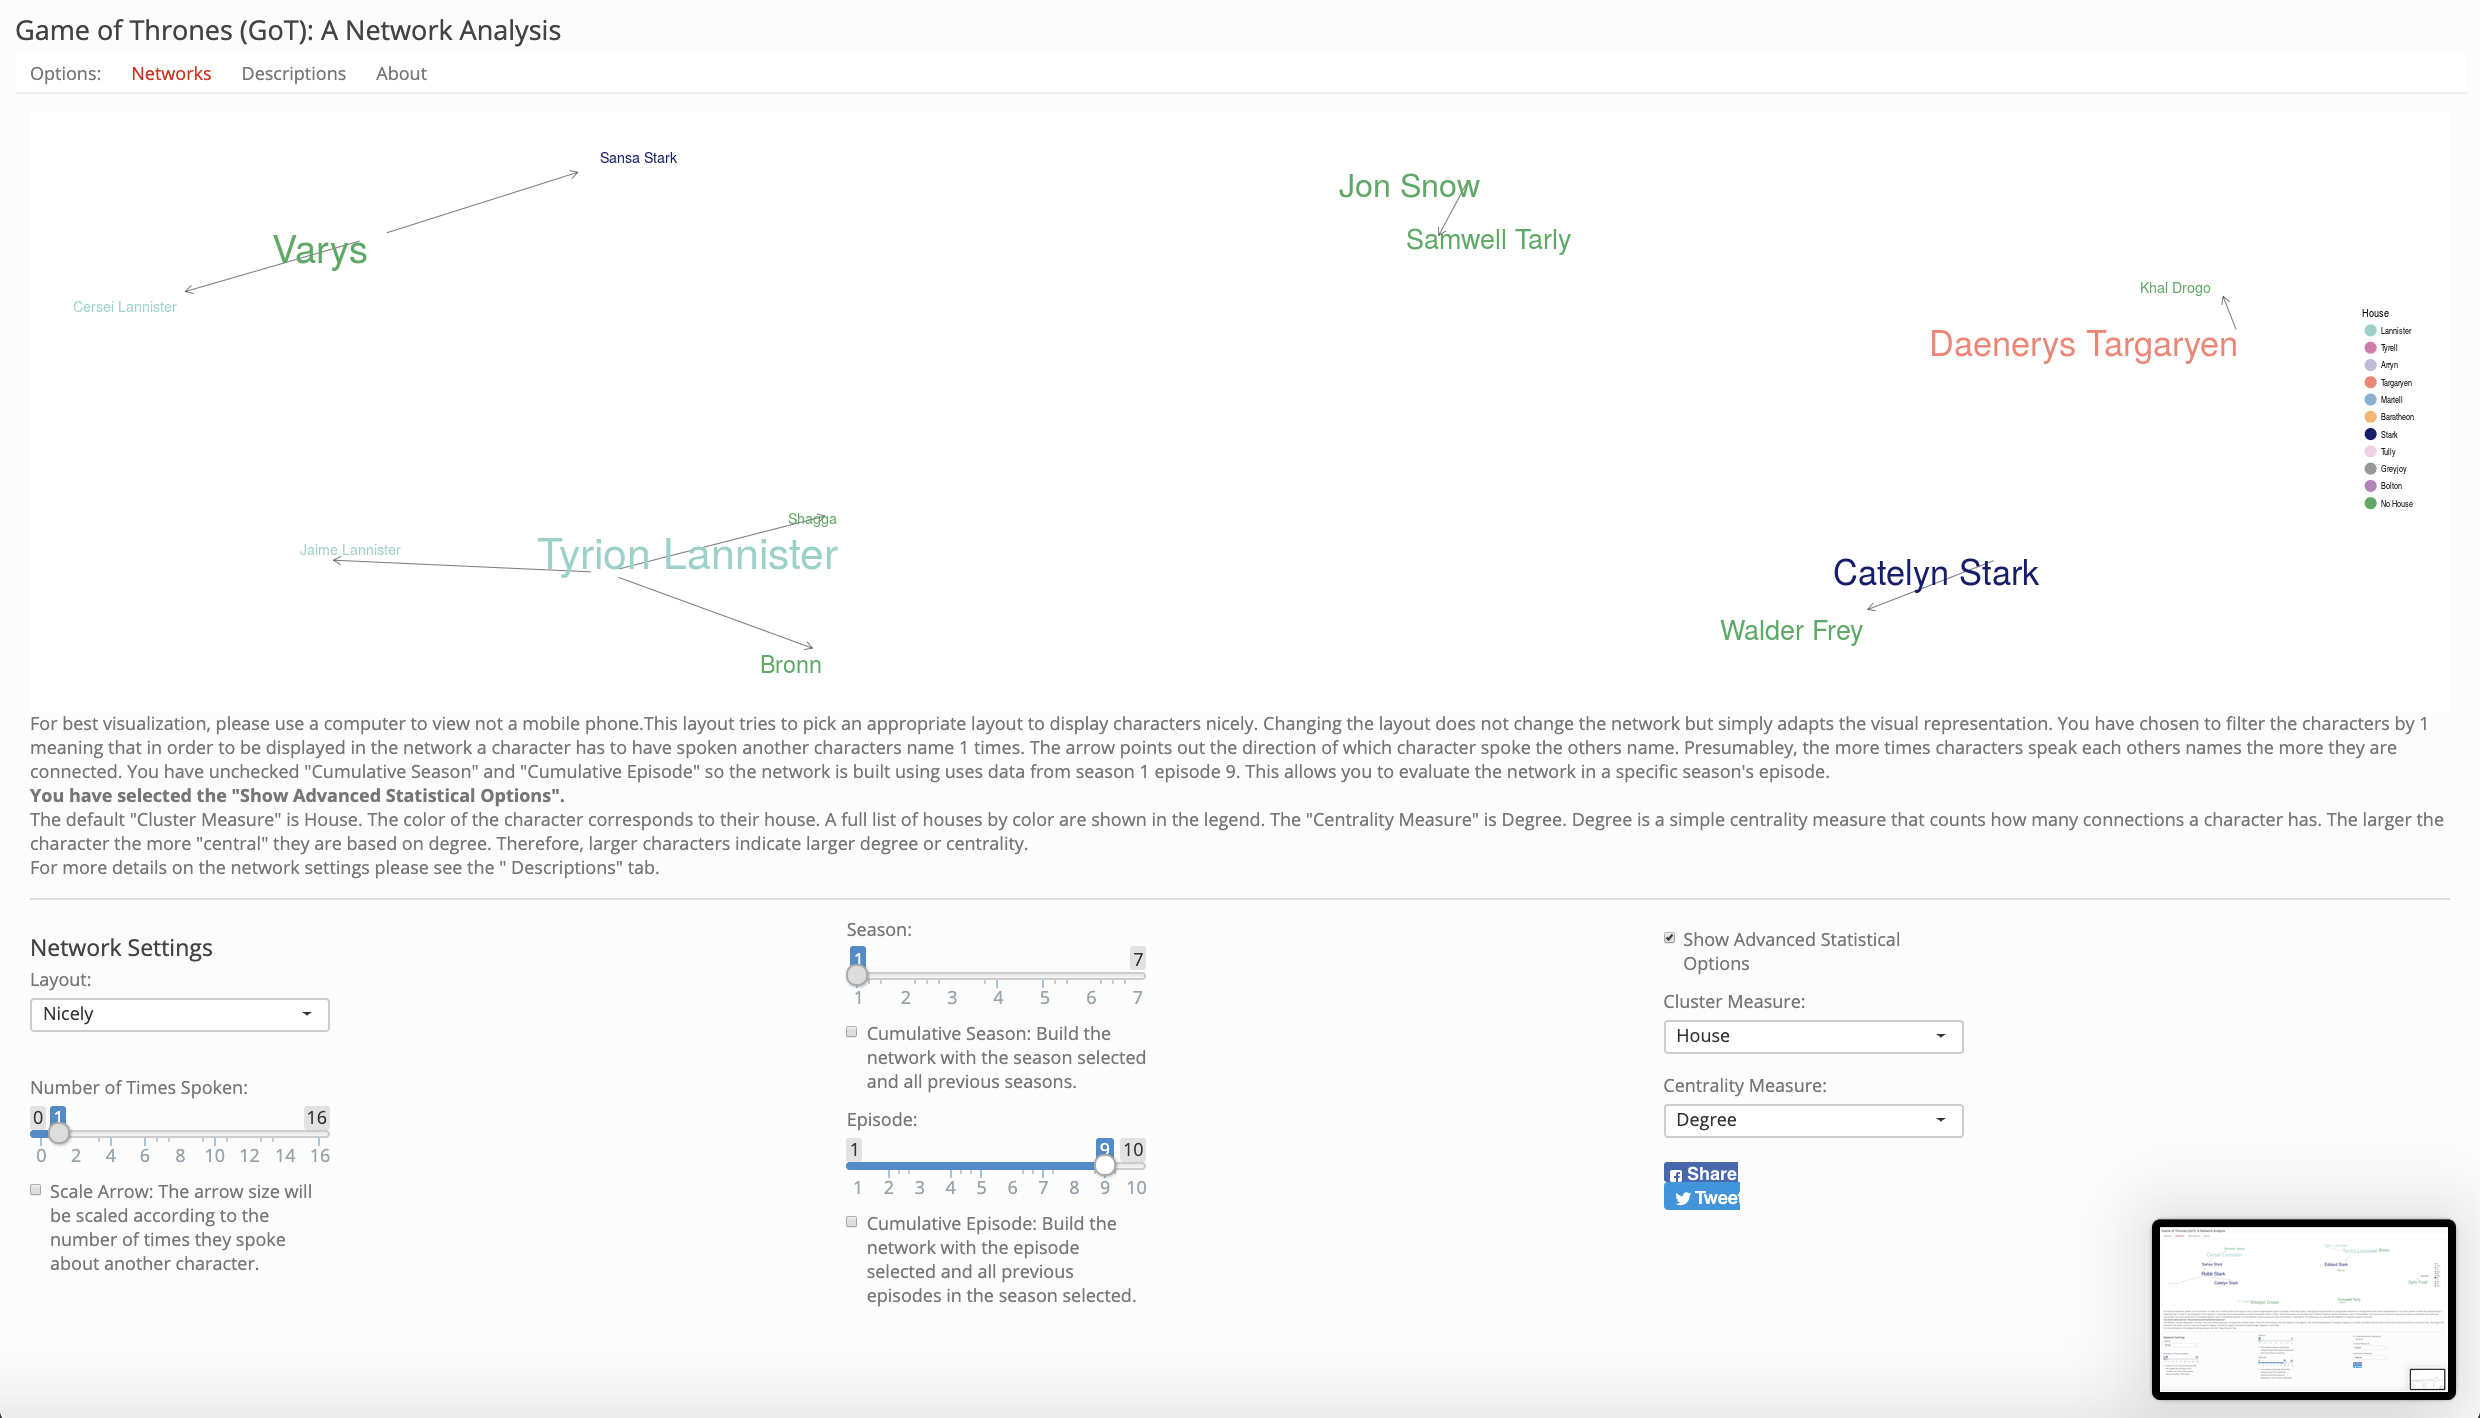 Game of Thrones (GoT): A Network Analysis
Options: Networks Descriptions About
Sansa Stark
Jon Snow
Varys
Samwell Tarly
Cersei Lannister
Khal Drogo
Daenerys Targaryen
House
Lannister
Tyrell
Arryn
Targaryen
Martell
Baratheon
Stark
Tully
Greyjoy
Bolton
No House
Shagga
Jaime Lannister
Tyrion Lannister
Catelyn Stark
Walder Frey
Bronn
For best visualization, please use a computer to view not a mobile phone.This layout tries to pick an appropriate layout to display characters nicely. Changing the layout does not change the network but simply adapts the visual representation. You have chosen to filter the characters by 1
meaning that in order to be displayed in the network a character has to have spoken another characters name 1 times. The arrow points out the direction of which character spoke the others name. Presumabley, the more times characters speak each others names the more they are
connected. You have unchecked "Cumulative Season" and "Cumulative Episode" so the network is built using uses data from season 1 episode 9. This allows you to evaluate the network in a specific season's episode.
You have selected the "Show Advanced Statistical Options".
The default "Cluster Measure" is House. The color of the character corresponds to their house. A full list of houses by color are shown in the legend. The "Centrality Measure" is Degree. Degree is a simple centrality measure that counts how many connections a character has. The larger the
character the more "central" they are based on degree. Therefore, larger characters indicate larger degree or centrality.
For more details on the network settings please see the " Descriptions" tab.
Network Settings
Layout:
Nicely
Number of Times Spoken:
0 1 16
0 2 4 6 8 10 12 14 16
Scale Arrow: The arrow size will
be scaled according to the
number of times they spoke
about another character.
Season:
1 7
1 2 3 4 5 6 7
Cumulative Season: Build the
network with the season selected
and all previous seasons.
Episode:
1 9 10
1 2 3 4 5 6 7 8 9 10
Cumulative Episode: Build the
network with the episode
selected and all previous
episodes in the season selected.
Show Advanced Statistical
Options
Cluster Measure:
House
Centrality Measure:
Degree
Share
Tweet